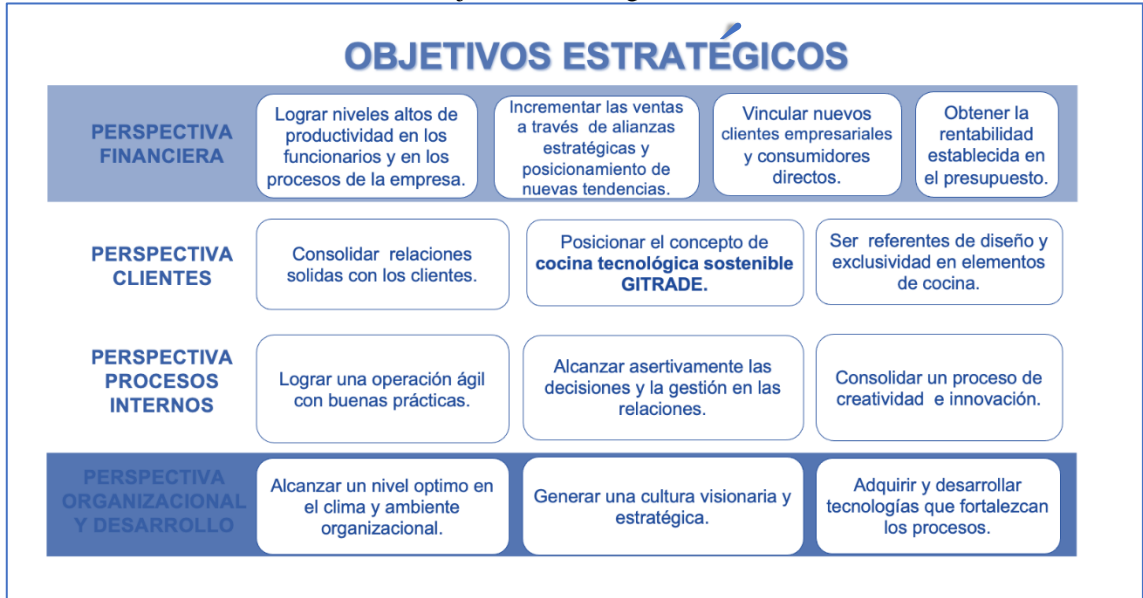 OBJETIVOS ESTRATÉGICOS
PERSPECTIVA
FINANCIERA
Lograr niveles altos de
productividad en los
funcionarios y en los
procesos de la empresa.
Incrementar las ventas
a través de alianzas
estratégicas y
posicionamiento de
nuevas tendencias.
Vincular nuevos
clientes empresariales
y consumidores
directos.
Obtener la
rentabilidad
establecida en
el presupuesto.
PERSPECTIVA
CLIENTES
Consolidar relaciones
solidas con los clientes.
Posicionar el concepto de
cocina tecnológica sostenible
GITRADE.
Ser referentes de diseño y
exclusividad en elementos
de cocina.
PERSPECTIVA
PROCESOS
INTERNOS
Lograr una operación ágil
con buenas prácticas.
Alcanzar asertivamente las
decisiones y la gestión en las
relaciones.
Consolidar un proceso de
creatividad e innovación.
PERSPECTIVA
ORGANIZACIONAL
Y DESARROLLO
Alcanzar un nivel optimo en
el clima y ambiente
organizacional.
Generar una cultura visionaria y
estratégica.
Adquirir y desarrollar
tecnologías que fortalezcan
los procesos.